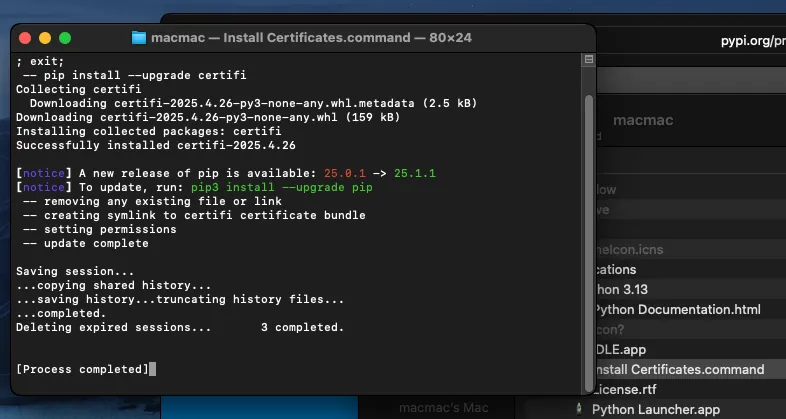 macmac — Install Certificates.command — 80×24
; exit;
-- pip install --upgrade certifi
Collecting certifi
Downloading certifi-2025.4.26-py3-none-any.whl.metadata (2.5 kB)
Downloading certifi-2025.4.26-py3-none-any.whl (159 kB)
Installing collected packages: certifi
Successfully installed certifi-2025.4.26
[notice] A new release of pip is available: 25.0.1 -> 25.1.1
[notice] To update, run: pip3 install --upgrade pip
-- removing any existing file or link
-- creating symlink to certifi certificate bundle
-- setting permissions
-- update complete
Saving session...
...copying shared history...
...saving history...truncating history files...
...completed.
Deleting expired sessions...       3 completed.
[Process completed]
pypi.org/pr
macmac
d
low
ve
neIcon.icns
cations
hon 3.13
Python Documentation.html
con?
DLE.app
nstall Certificates.command
License.rtf
Python Launcher.app
macmac's Mac